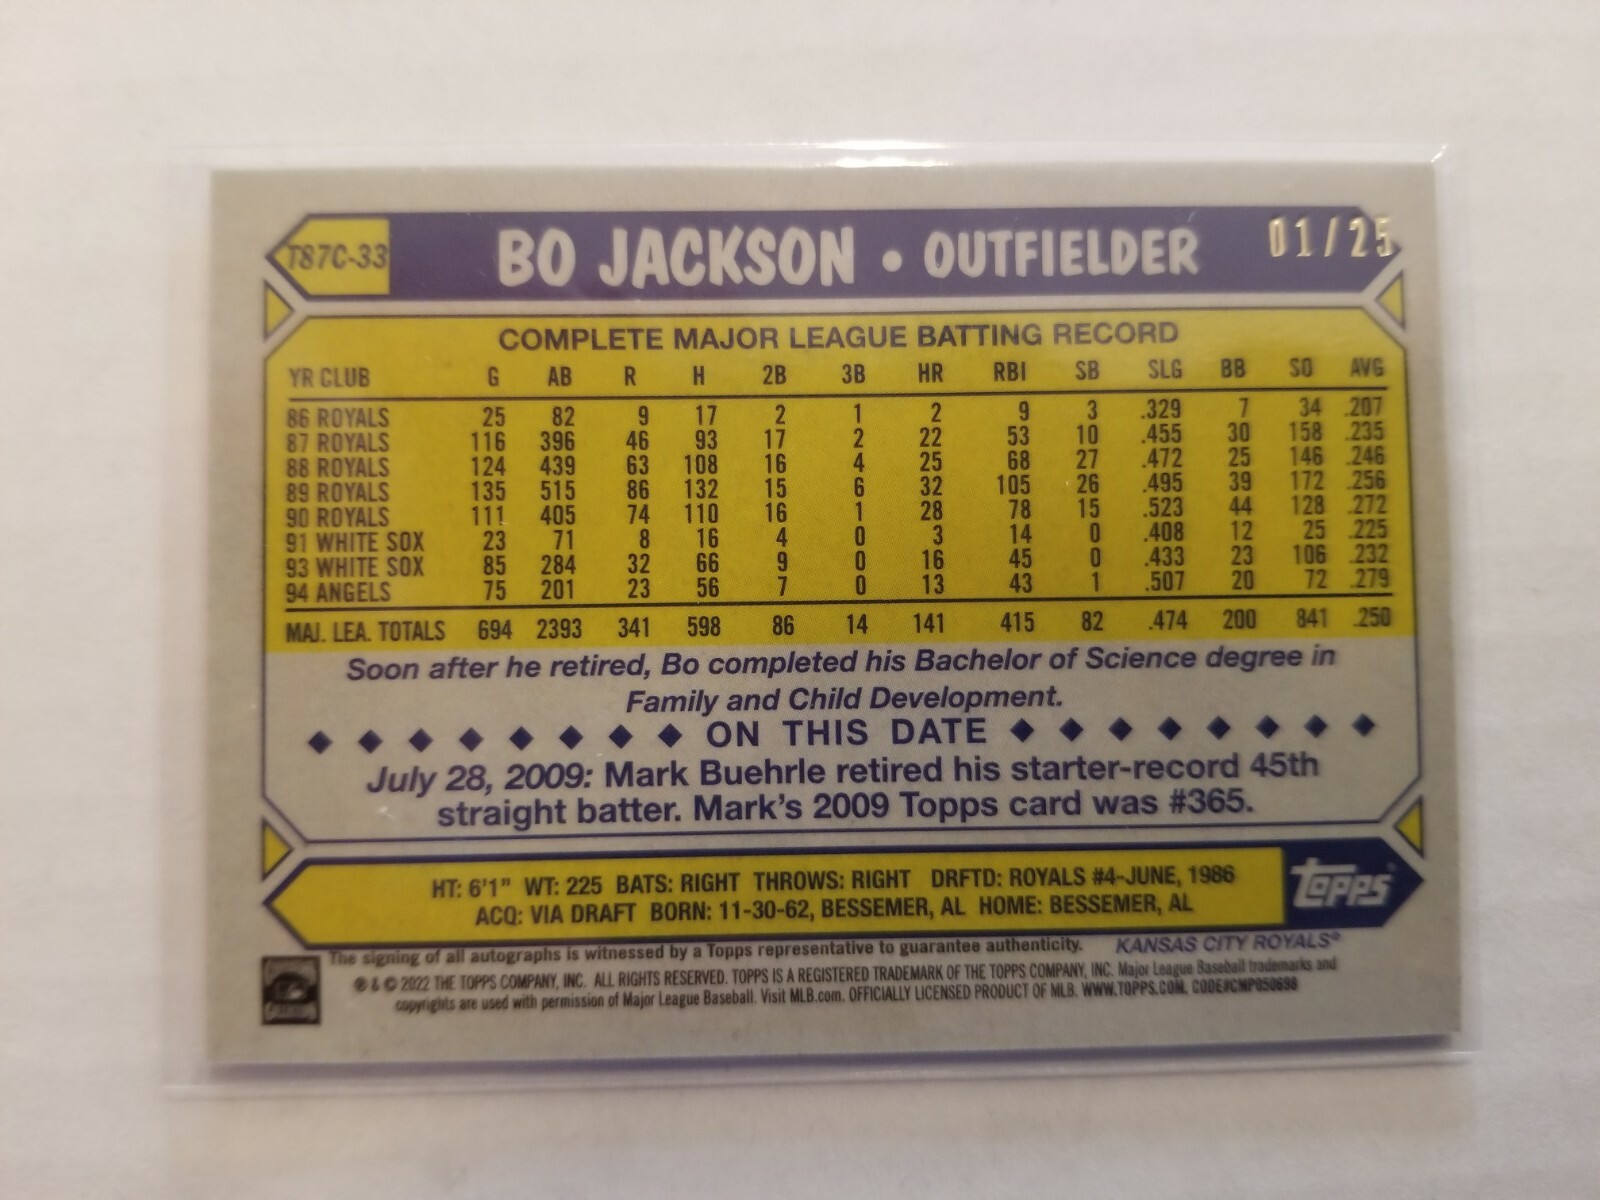 T87C-33 BO JACKSON • OUTFIELDER 01/25
COMPLETE MAJOR LEAGUE BATTING RECORD
YR CLUB G AB R H 2B 3B HR RBI SB SLG BB SO AVG
86 ROYALS 25 82 9 17 2 1 2 9 3 .329 7 34 .207
87 ROYALS 116 396 46 93 17 2 22 53 10 .455 30 158 .235
88 ROYALS 124 439 63 108 16 4 25 68 27 .472 25 146 .246
89 ROYALS 135 515 86 132 15 6 32 105 26 .495 39 172 .256
90 ROYALS 111 405 74 110 16 1 28 78 15 .523 44 128 .272
91 WHITE SOX 23 71 8 16 4 0 3 14 0 .408 12 25 .225
93 WHITE SOX 85 284 32 66 9 0 16 45 0 .433 23 106 .232
94 ANGELS 75 201 23 56 7 0 13 43 1 .507 20 72 .279
MAJ. LEA. TOTALS 694 2393 341 598 86 14 141 415 82 .474 200 841 .250
Soon after he retired, Bo completed his Bachelor of Science degree in
Family and Child Development.
ON THIS DATE
July 28, 2009: Mark Buehrle retired his starter-record 45th
straight batter. Mark's 2009 Topps card was #365.
HT: 6'1" WT: 225 BATS: RIGHT THROWS: RIGHT DRFTD: ROYALS #4-JUNE, 1986
ACQ: VIA DRAFT BORN: 11-30-62, BESSEMER, AL HOME: BESSEMER, AL
topps®
The signing of all autographs is witnessed by a Topps representative to guarantee authenticity. KANSAS CITY ROYALS®
® & © 2022 THE TOPPS COMPANY, INC. ALL RIGHTS RESERVED. TOPPS IS A REGISTERED TRADEMARK OF THE TOPPS COMPANY, INC. Major League Baseball trademarks and
copyrights are used with permission of Major League Baseball. Visit MLB.com. OFFICIALLY LICENSED PRODUCT OF MLB. WWW.TOPPS.COM. CODE#CMP050698